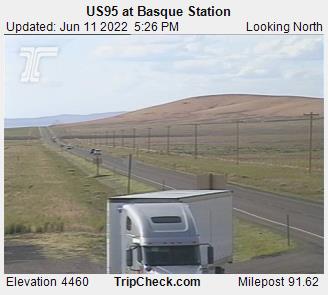 US95 at Basque Station
Updated: Jun 11 2022 5:26 PM Looking North
Elevation 4460 TripCheck.com Milepost 91.62